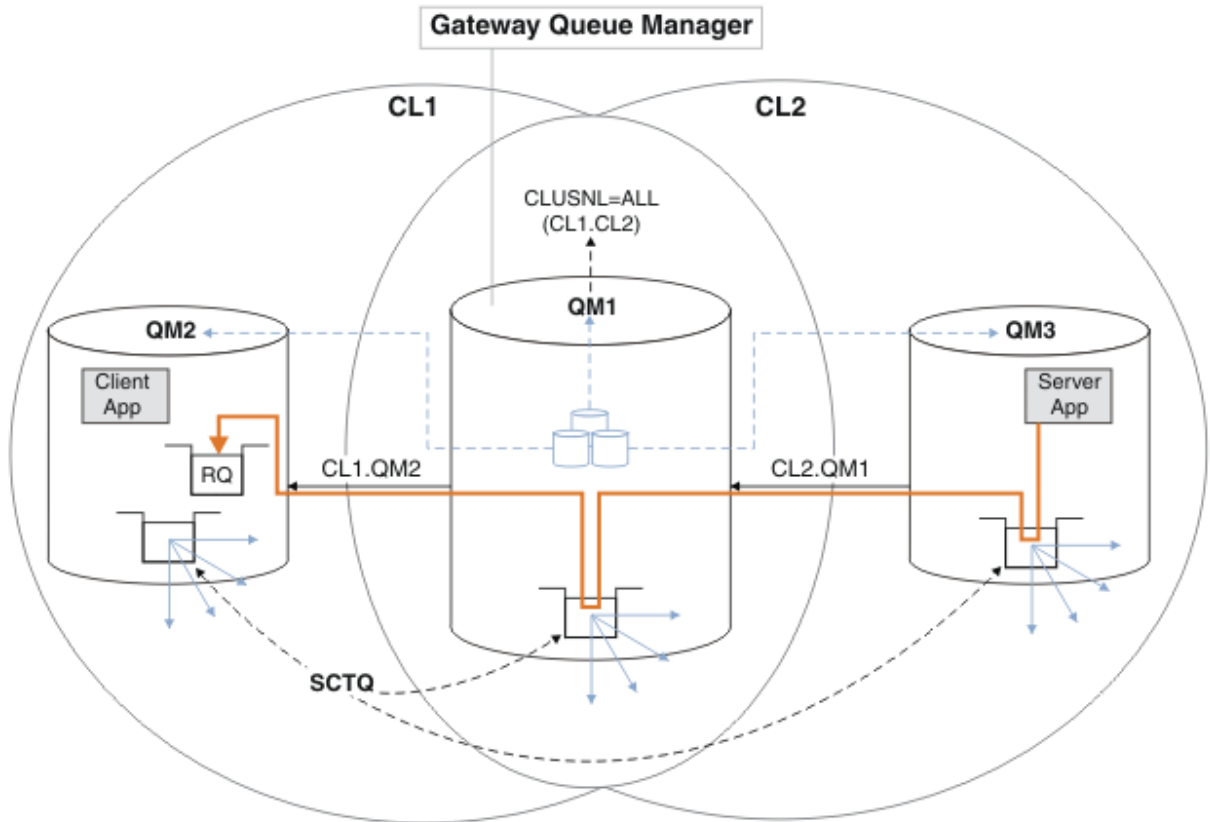 Gateway Queue Manager
CL1
CL2
CLUSNL=ALL
(CL1.CL2)
QM2
QM1
QM3
Client
App
Server
App
RQ
CL1.QM2
CL2.QM1
SCTQ